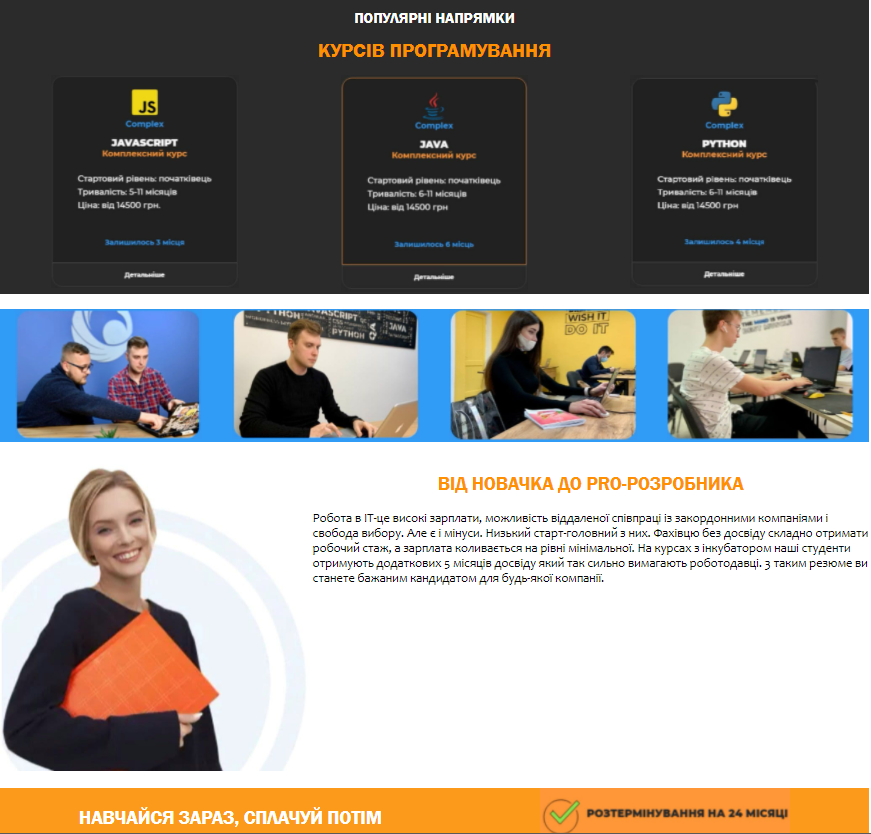 ПОПУЛЯРНІ НАПРЯМКИ
КУРСІВ ПРОГРАМУВАННЯ
JS
Complex
JAVASCRIPT
Комплексний курс
Стартовий рівень: початківець
Тривалість: 5-11 місяців
Ціна: від 14500 грн.
Залишилось 3 місця
Детальніше
Complex
JAVA
Комплексний курс
Стартовий рівень: початківець
Тривалість: 6-11 місяців
Ціна: від 14500 грн
Залишилось 6 місць
Детальніше
Complex
PYTHON
Комплексний курс
Стартовий рівень: початківець
Тривалість: 6-11 місяців
Ціна: від 14500 грн
Залишилось 4 місця
Детальніше
PYTHON
JAVA
WISH IT
DO IT
ВІД НОВАЧКА ДО PRO-РОЗРОБНИКА
Робота в ІТ-це високі зарплати, можливість віддаленої співпраці із закордонними компаніями і
свобода вибору. Але є і мінуси. Низький старт-головний з них. Фахівцю без досвіду складно отримати
робочий стаж, а зарплата коливається на рівні мінімальної. На курсах з інкубатором наші студенти
отримують додаткових 5 місяців досвіду який так сильно вимагають роботодавці. З таким резюме ви
станете бажаним кандидатом для будь-якої компанії.
НАВЧАЙСЯ ЗАРАЗ, СПЛАЧУЙ ПОТІМ
РОЗТЕРМІНУВАННЯ НА 24 МІСЯЦІ